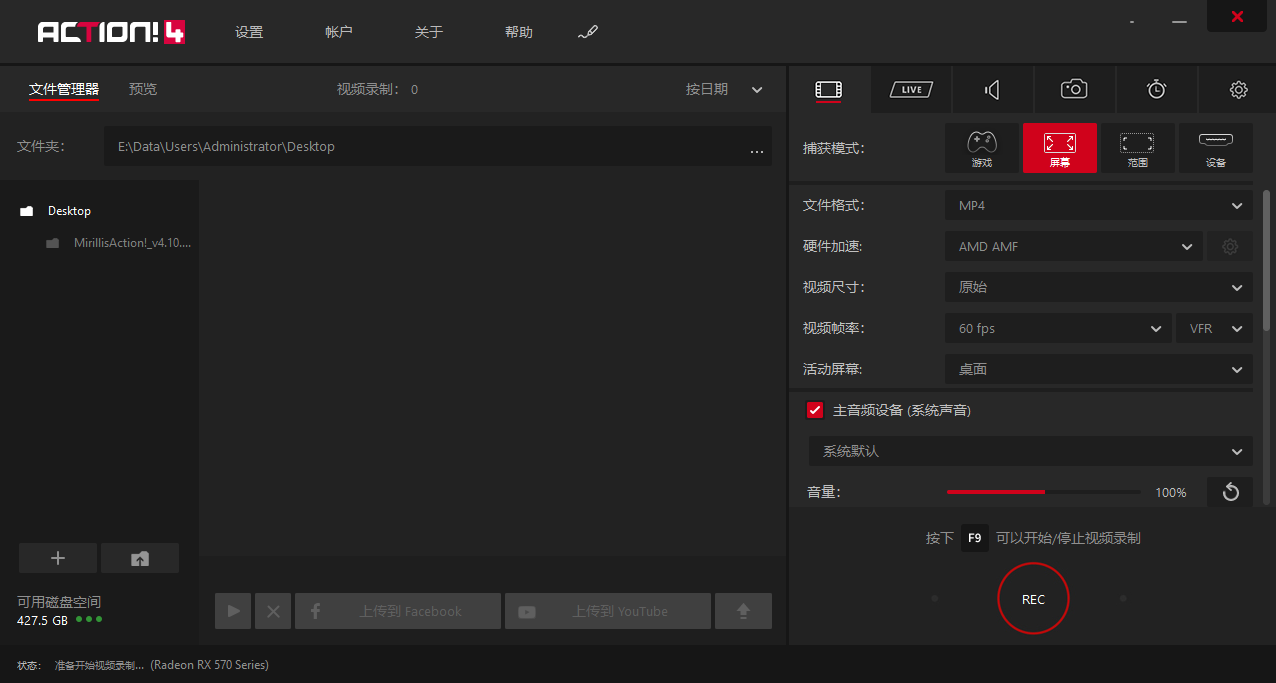 ACTION! 4
设置 帐户 关于 帮助
文件管理器 预览 视频录制: 0 按日期
LIVE
文件夹: E:\Data\Users\Administrator\Desktop ...
捕获模式: 游戏 屏幕 范围 设备
文件格式: MP4
硬件加速: AMD AMF
视频尺寸: 原始
视频帧率: 60 fps VFR
活动屏幕: 桌面
主音频设备 (系统声音)
系统默认
音量: 100%
Desktop
MirillisAction!_v4.10....
按下 F9 可以开始/停止视频录制
REC
可用磁盘空间
427.5 GB
上传到 Facebook 上传到 YouTube
状态: 准备开始视频录制... (Radeon RX 570 Series)